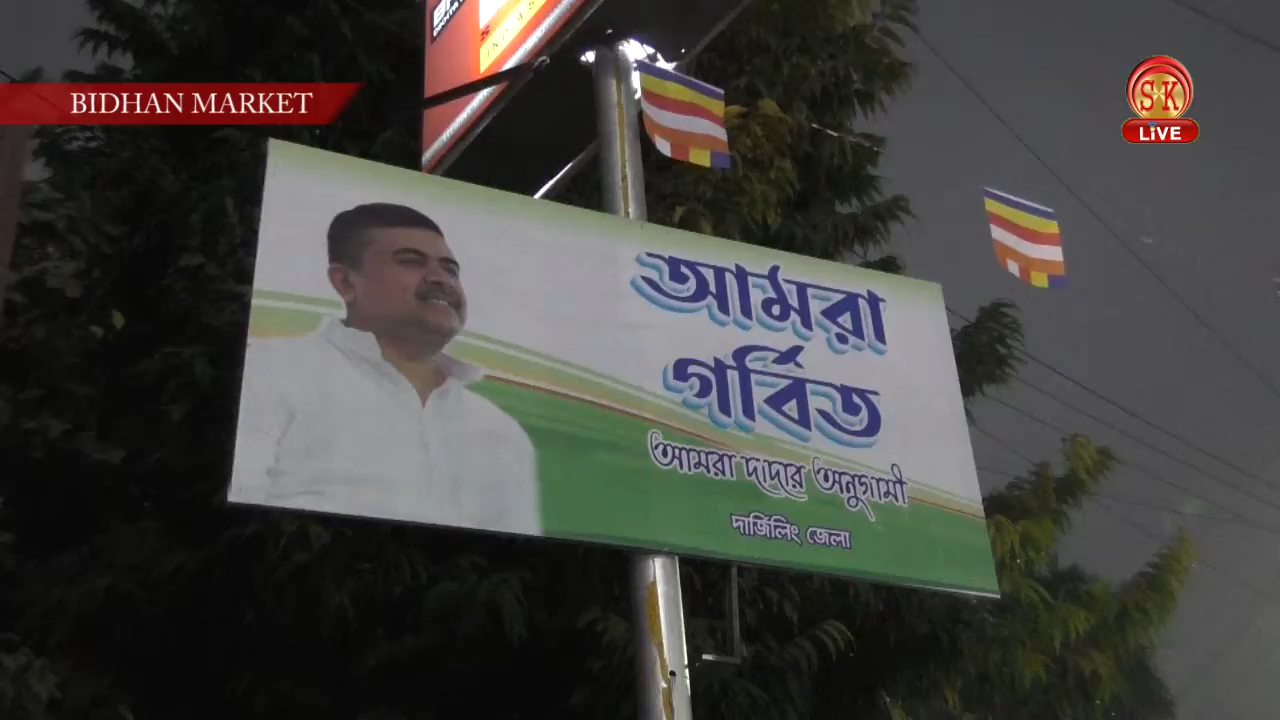 BIDHAN MARKET
SK
LIVE
আমরা
গর্বিত
আমরা দাদার অনুগামী
দার্জিলিং জেলা